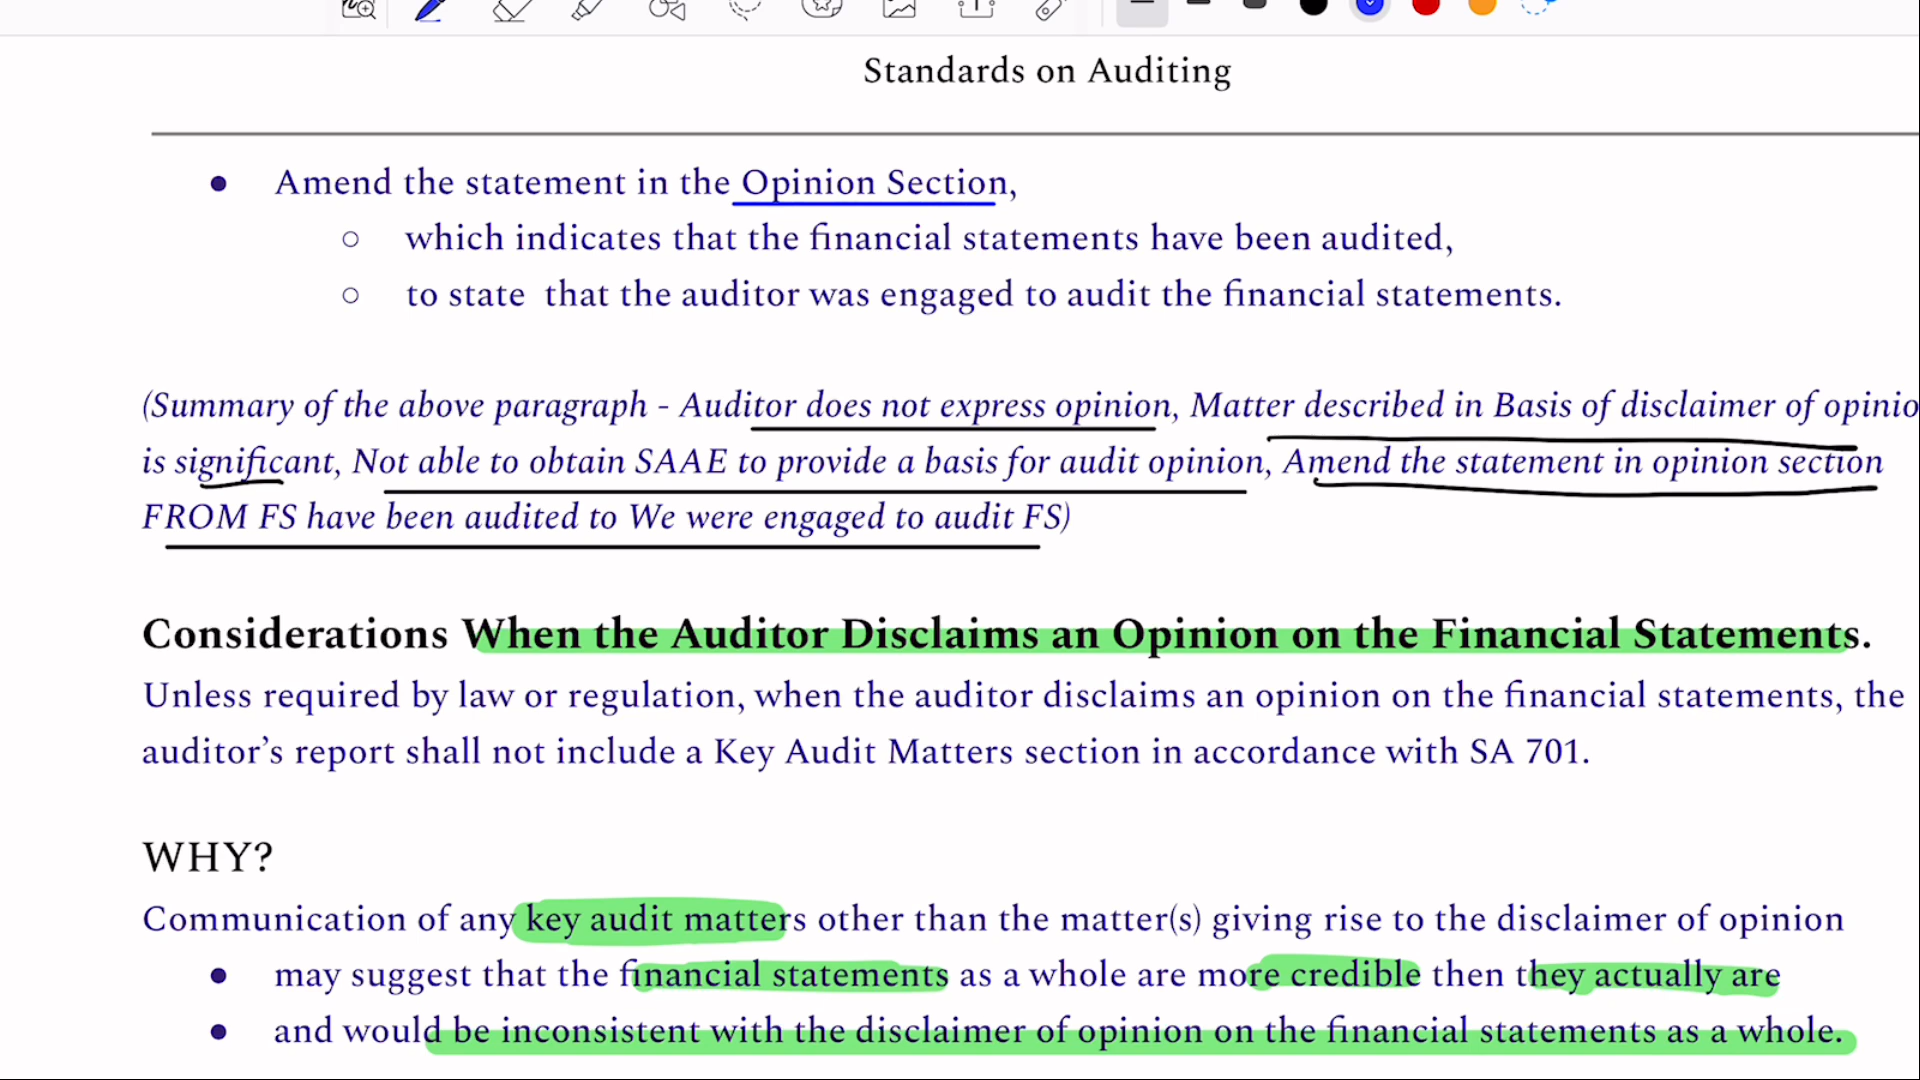 Standards on Auditing
● Amend the statement in the Opinion Section,
○ which indicates that the financial statements have been audited,
○ to state that the auditor was engaged to audit the financial statements.
(Summary of the above paragraph - Auditor does not express opinion, Matter described in Basis of disclaimer of opinio
is significant, Not able to obtain SAAE to provide a basis for audit opinion, Amend the statement in opinion section
FROM FS have been audited to We were engaged to audit FS)
Considerations When the Auditor Disclaims an Opinion on the Financial Statements.
Unless required by law or regulation, when the auditor disclaims an opinion on the financial statements, the
auditor’s report shall not include a Key Audit Matters section in accordance with SA 701.
WHY?
Communication of any key audit matters other than the matter(s) giving rise to the disclaimer of opinion
● may suggest that the financial statements as a whole are more credible then they actually are
● and would be inconsistent with the disclaimer of opinion on the financial statements as a whole.